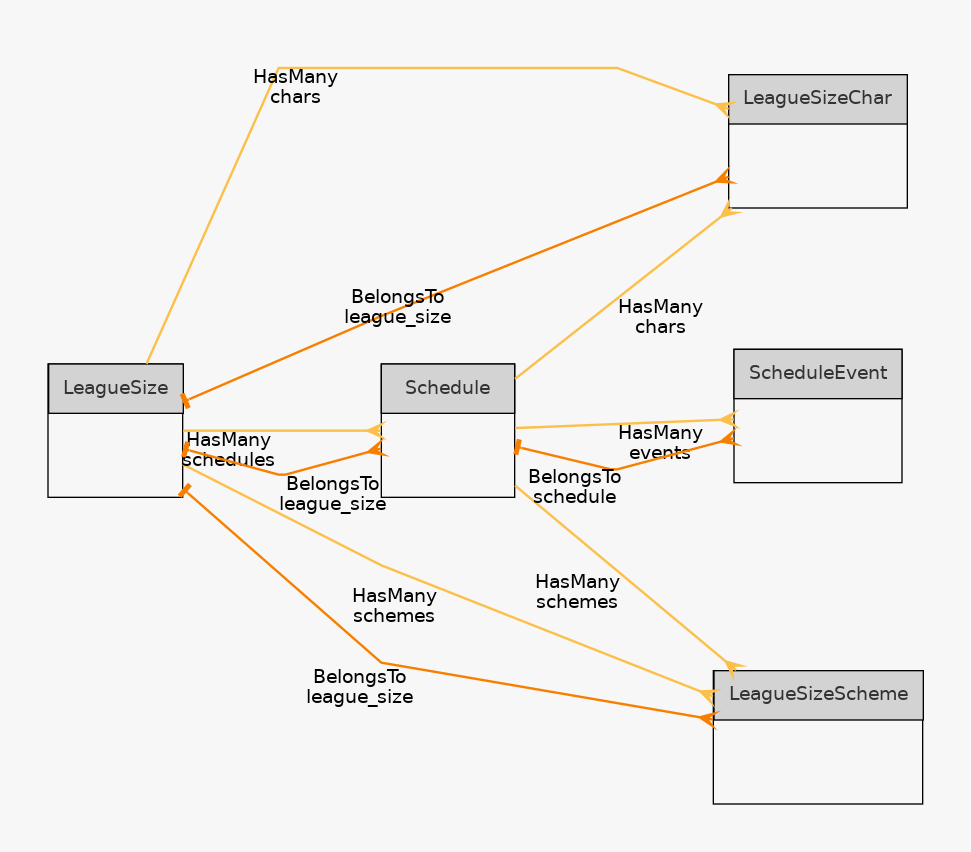 HasMany
chars
LeagueSizeChar
BelongsTo
league_size
HasMany
chars
LeagueSize
Schedule
ScheduleEvent
HasMany
schedules
BelongsTo
league_size
HasMany
events
BelongsTo
schedule
HasMany
schemes
HasMany
schemes
BelongsTo
league_size
LeagueSizeScheme